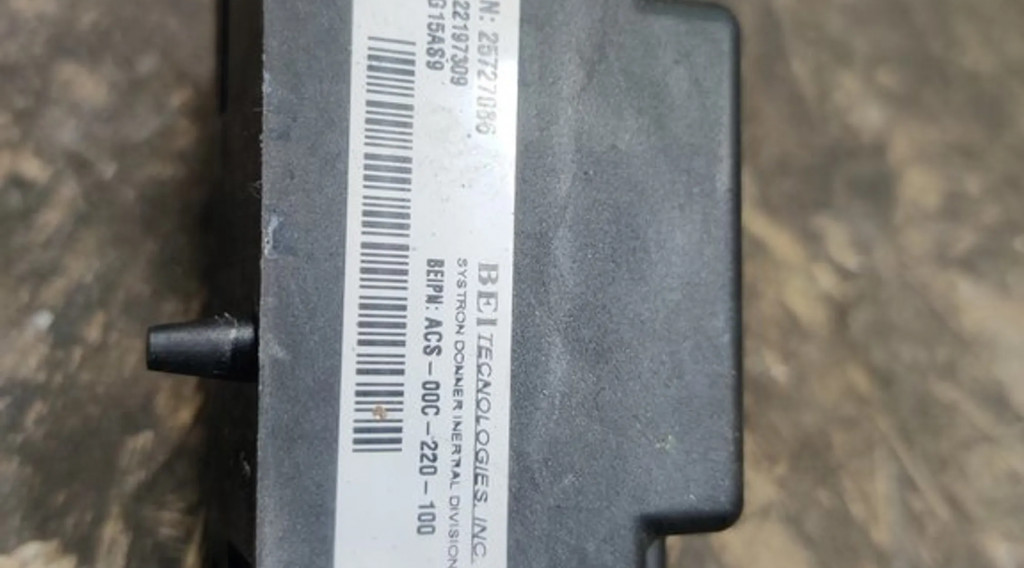 N: 25727086
22197309
G15AS9
BEI TECNOLOGIES, INC.
SYSTRON DONNER INERTIAL DIVISION
BEIPN: ACS-00C-220-100